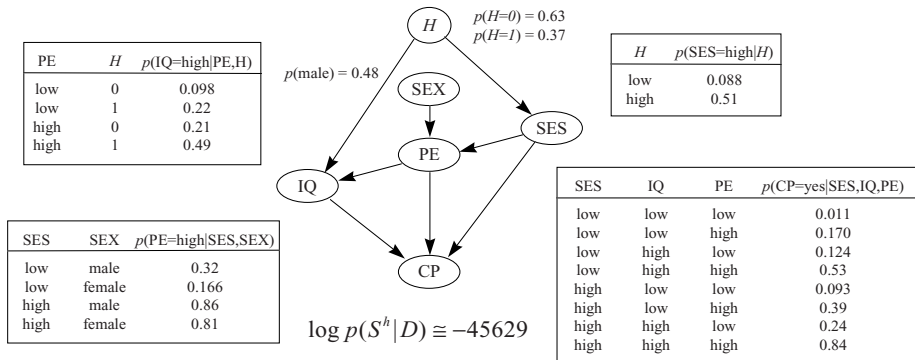 p(H=0) = 0.63
p(H=1) = 0.37
H
PE H p(IQ=high|PE,H)
low 0 0.098
low 1 0.22
high 0 0.21
high 1 0.49
p(male) = 0.48
SEX
H p(SES=high|H)
low 0.088
high 0.51
SES
PE
IQ
SES SEX p(PE=high|SES,SEX)
low male 0.32
low female 0.166
high male 0.86
high female 0.81
CP
SES IQ PE p(CP=yes|SES,IQ,PE)
low low low 0.011
low low high 0.170
low high low 0.124
low high high 0.53
high low low 0.093
high low high 0.39
high high low 0.24
high high high 0.84
log p(S^h|D) ≅ −45629